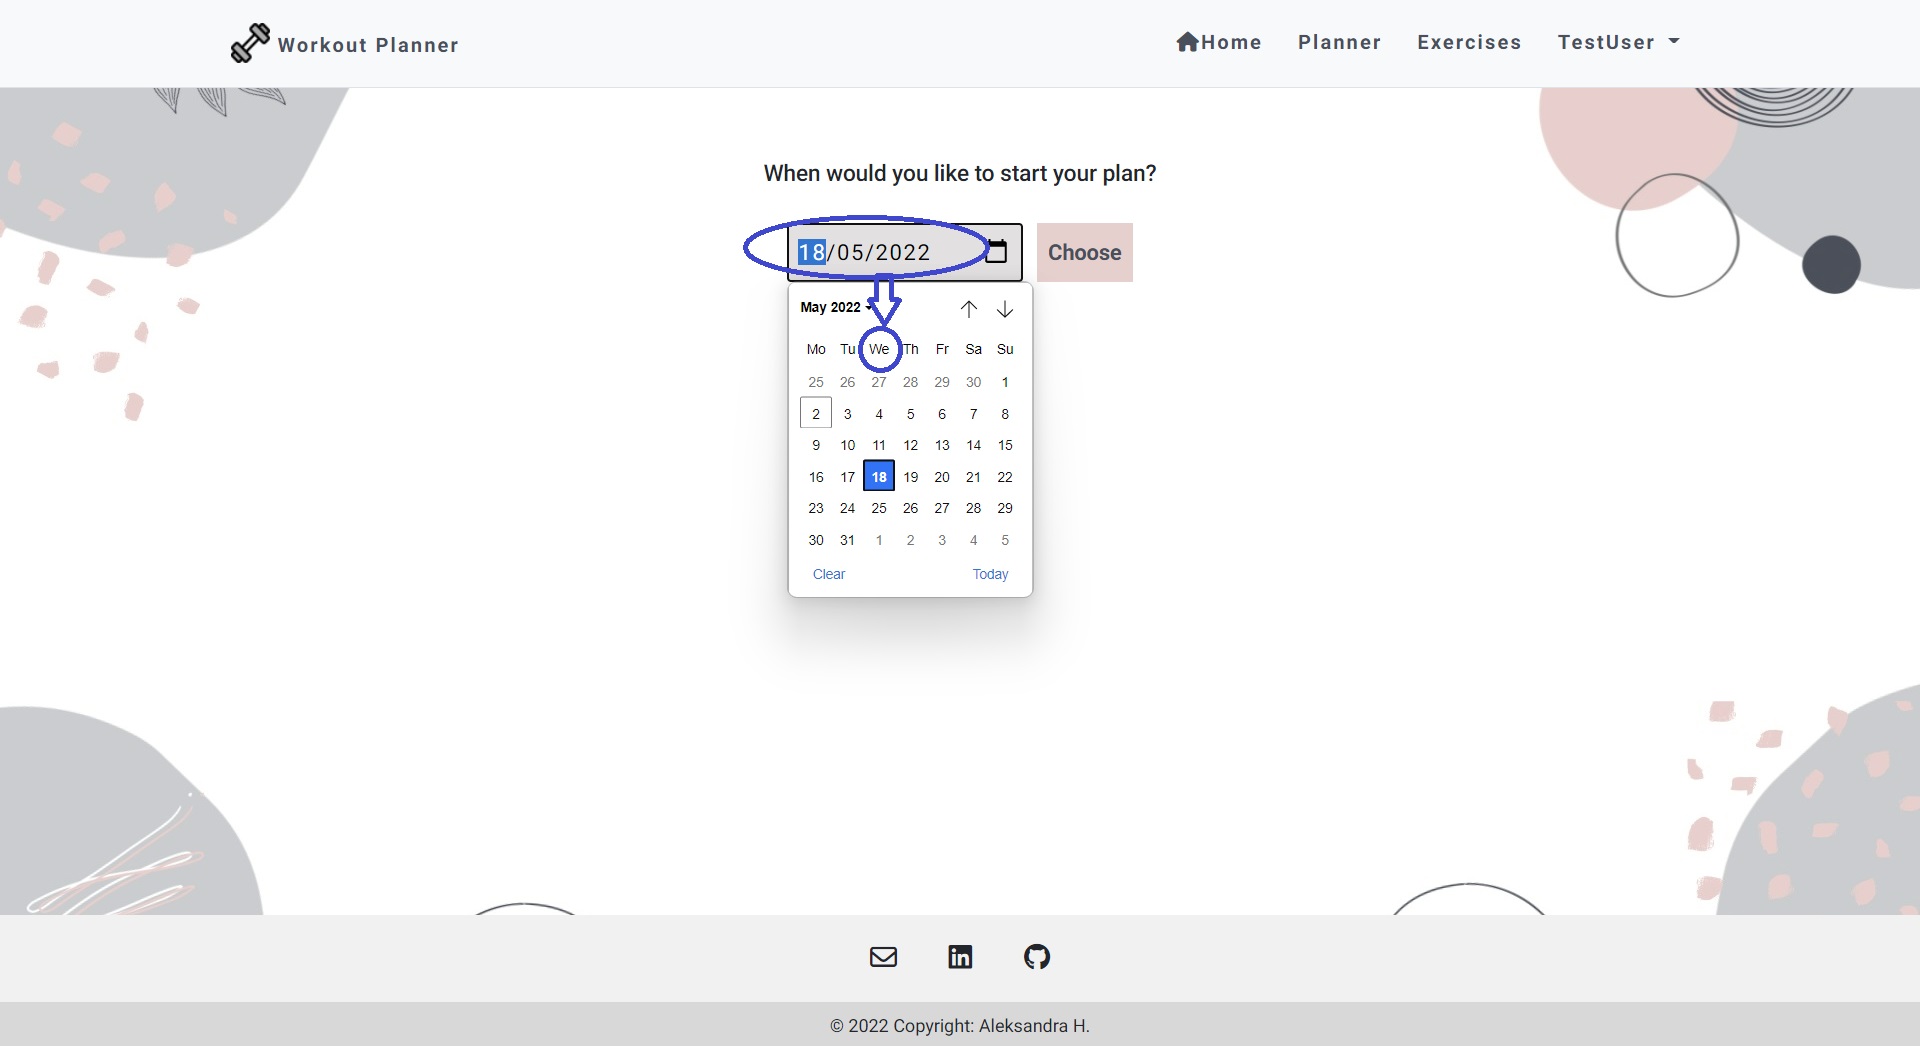 Workout Planner
Home Planner Exercises TestUser
When would you like to start your plan?
18/05/2022
Choose
May 2022
Mo Tu We Th Fr Sa Su
25 26 27 28 29 30 1
2 3 4 5 6 7 8
9 10 11 12 13 14 15
16 17 18 19 20 21 22
23 24 25 26 27 28 29
30 31 1 2 3 4 5
Clear Today
© 2022 Copyright: Aleksandra H.